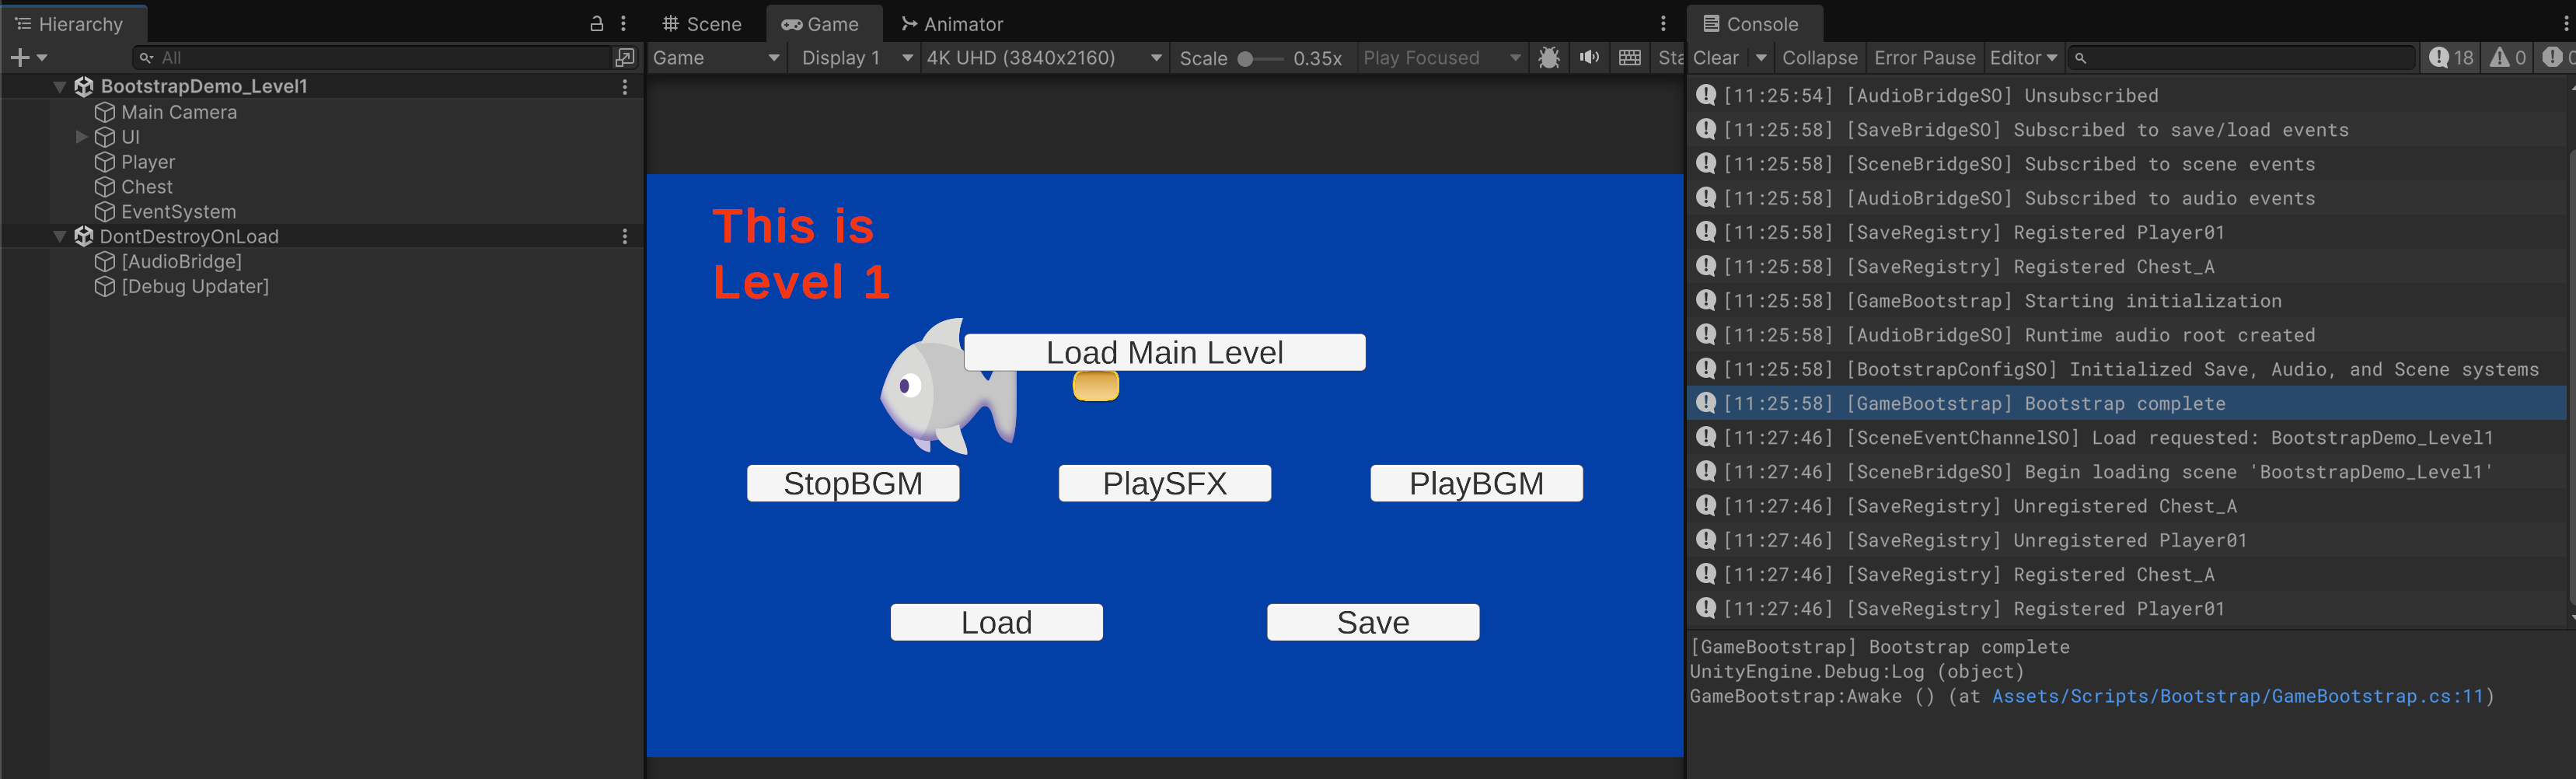 Hierarchy
All
BootstrapDemo_Level1
Main Camera
UI
Player
Chest
EventSystem
DontDestroyOnLoad
[AudioBridge]
[Debug Updater]
Scene Game Animator
Game Display 1 4K UHD (3840x2160) Scale 0.35x Play Focused Sta
This is
Level 1
Load Main Level
StopBGM PlaySFX PlayBGM
Load Save
Console
Clear Collapse Error Pause Editor 18 0 0
[11:25:54] [AudioBridgeSO] Unsubscribed
[11:25:58] [SaveBridgeSO] Subscribed to save/load events
[11:25:58] [SceneBridgeSO] Subscribed to scene events
[11:25:58] [AudioBridgeSO] Subscribed to audio events
[11:25:58] [SaveRegistry] Registered Player01
[11:25:58] [SaveRegistry] Registered Chest_A
[11:25:58] [GameBootstrap] Starting initialization
[11:25:58] [AudioBridgeSO] Runtime audio root created
[11:25:58] [BootstrapConfigSO] Initialized Save, Audio, and Scene systems
[11:25:58] [GameBootstrap] Bootstrap complete
[11:27:46] [SceneEventChannelSO] Load requested: BootstrapDemo_Level1
[11:27:46] [SceneBridgeSO] Begin loading scene 'BootstrapDemo_Level1'
[11:27:46] [SaveRegistry] Unregistered Chest_A
[11:27:46] [SaveRegistry] Unregistered Player01
[11:27:46] [SaveRegistry] Registered Chest_A
[11:27:46] [SaveRegistry] Registered Player01
[GameBootstrap] Bootstrap complete
UnityEngine.Debug:Log (object)
GameBootstrap:Awake () (at Assets/Scripts/Bootstrap/GameBootstrap.cs:11)